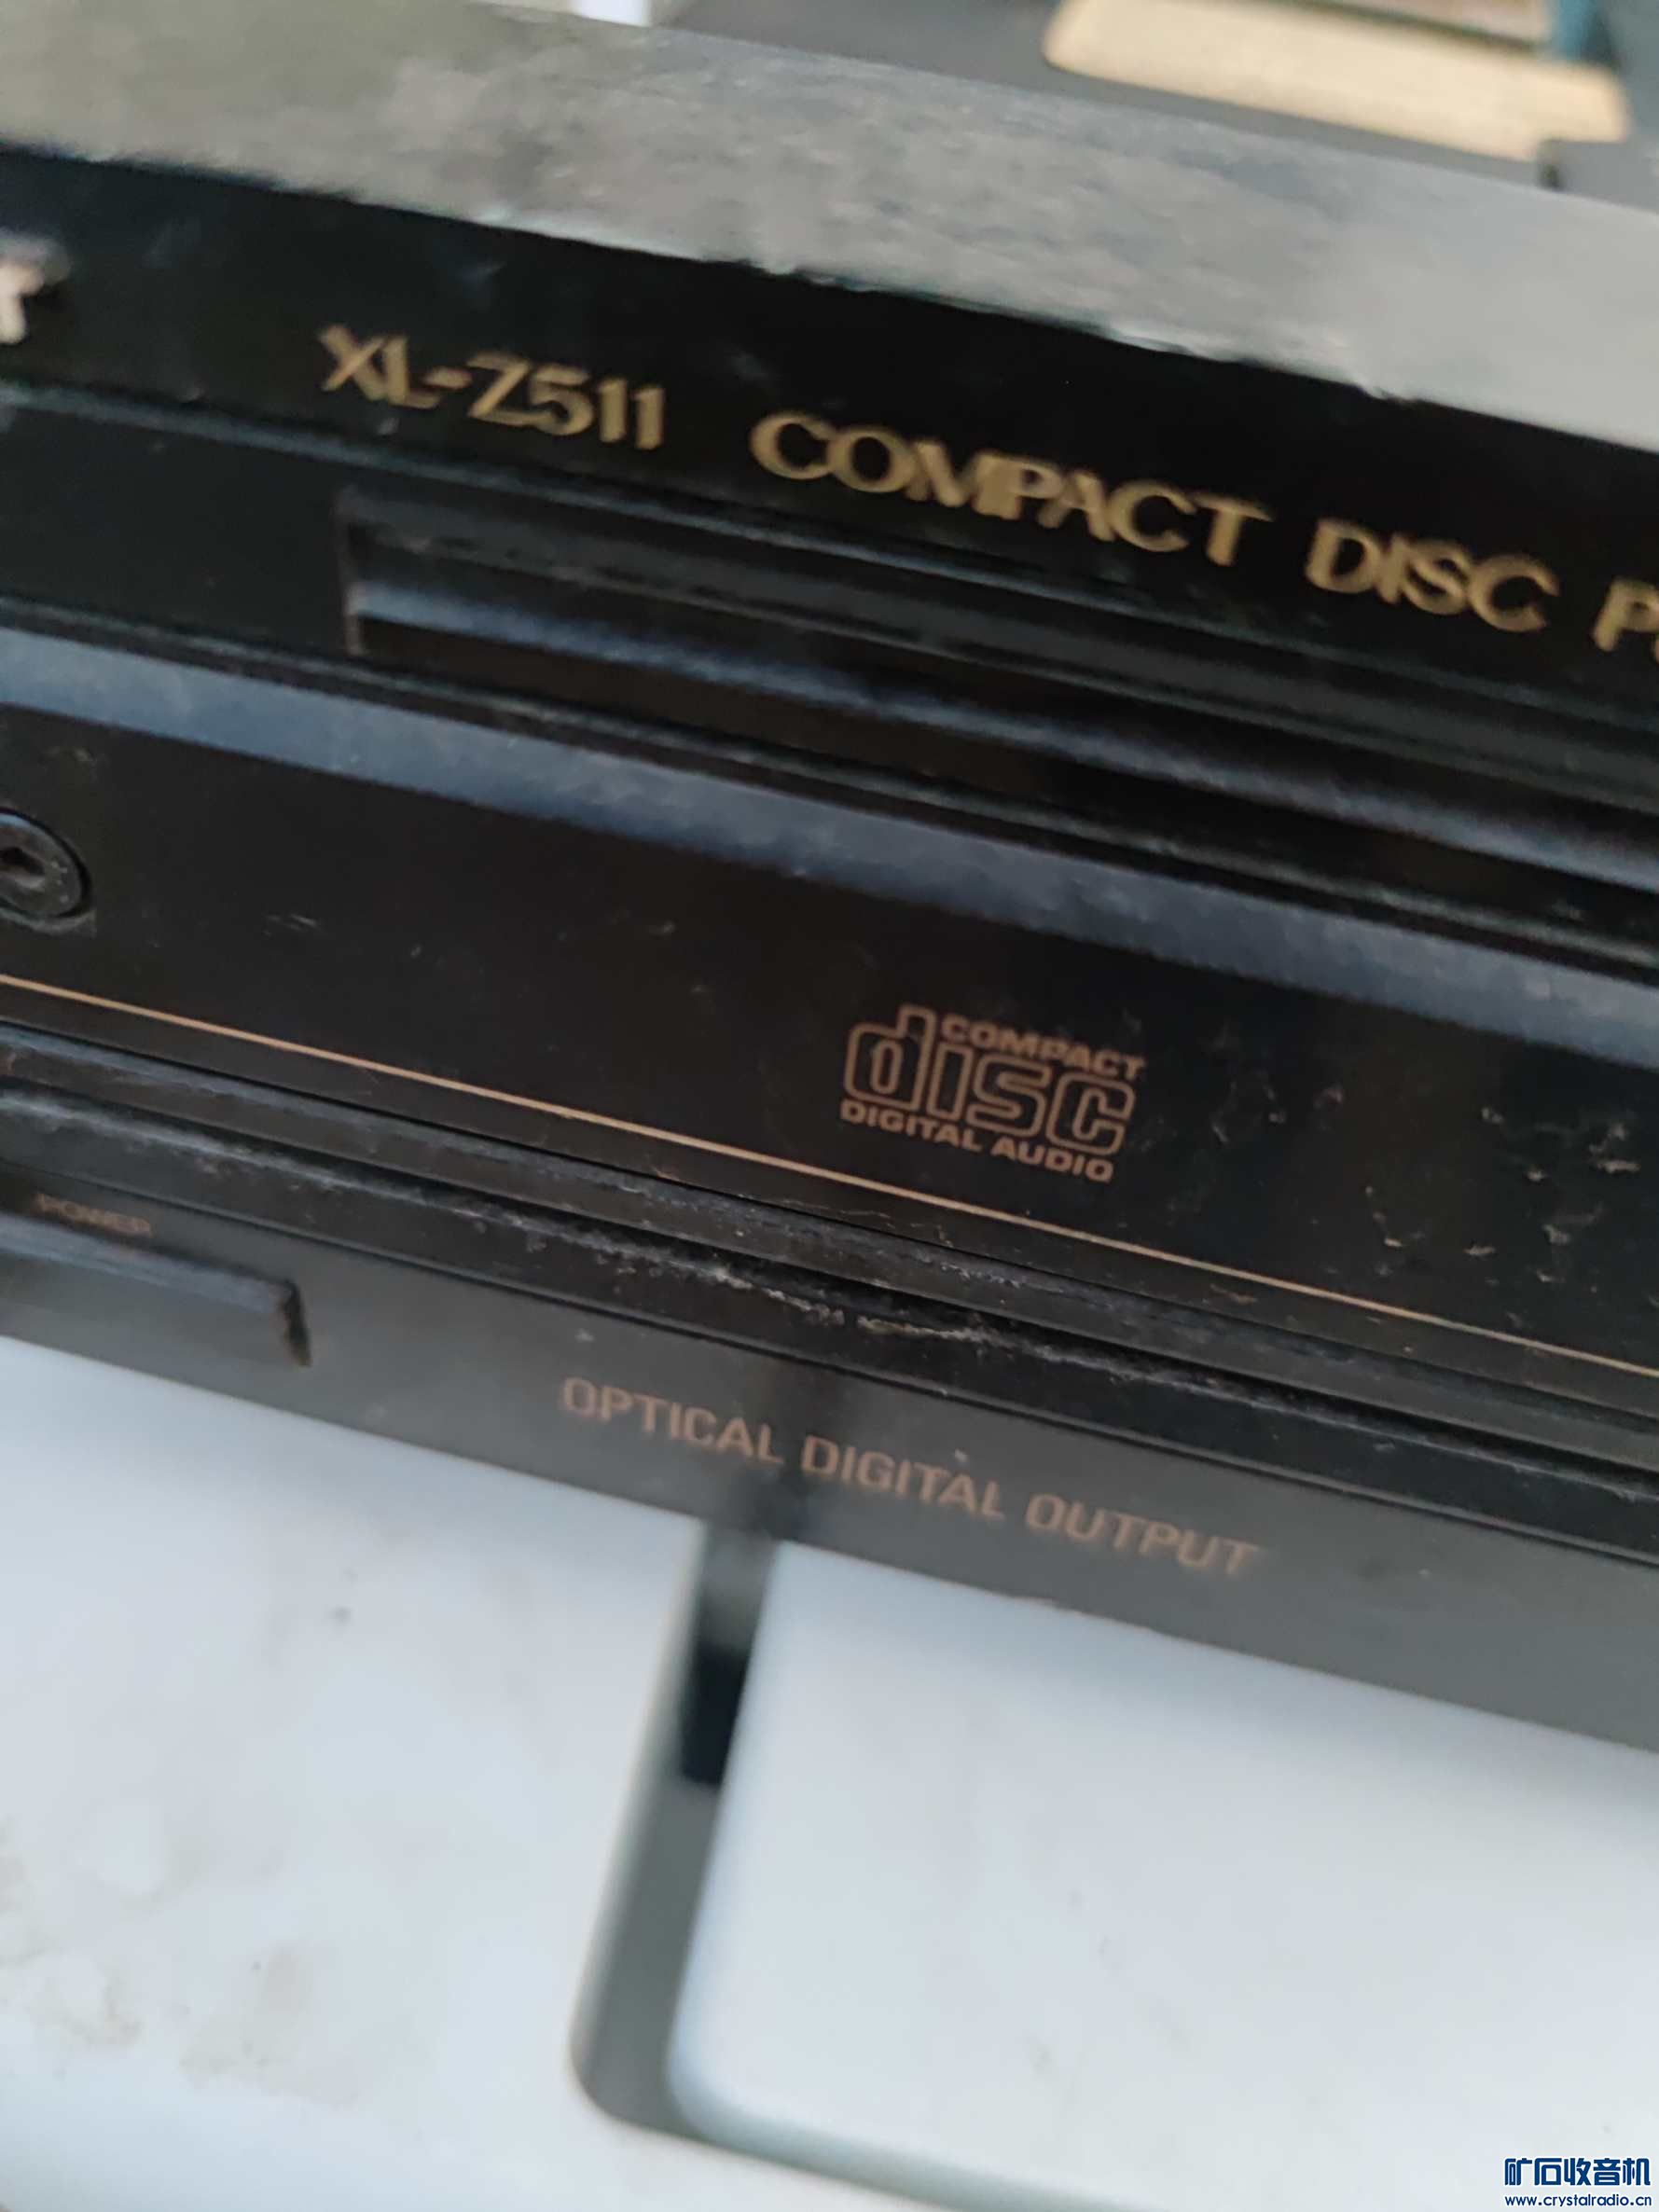 XL-Z511 COMPACT DISC
COMPACT
disc
DIGITAL AUDIO
POWER
OPTICAL DIGITAL OUTPUT
矿石收音机
www.crystalradio.cn